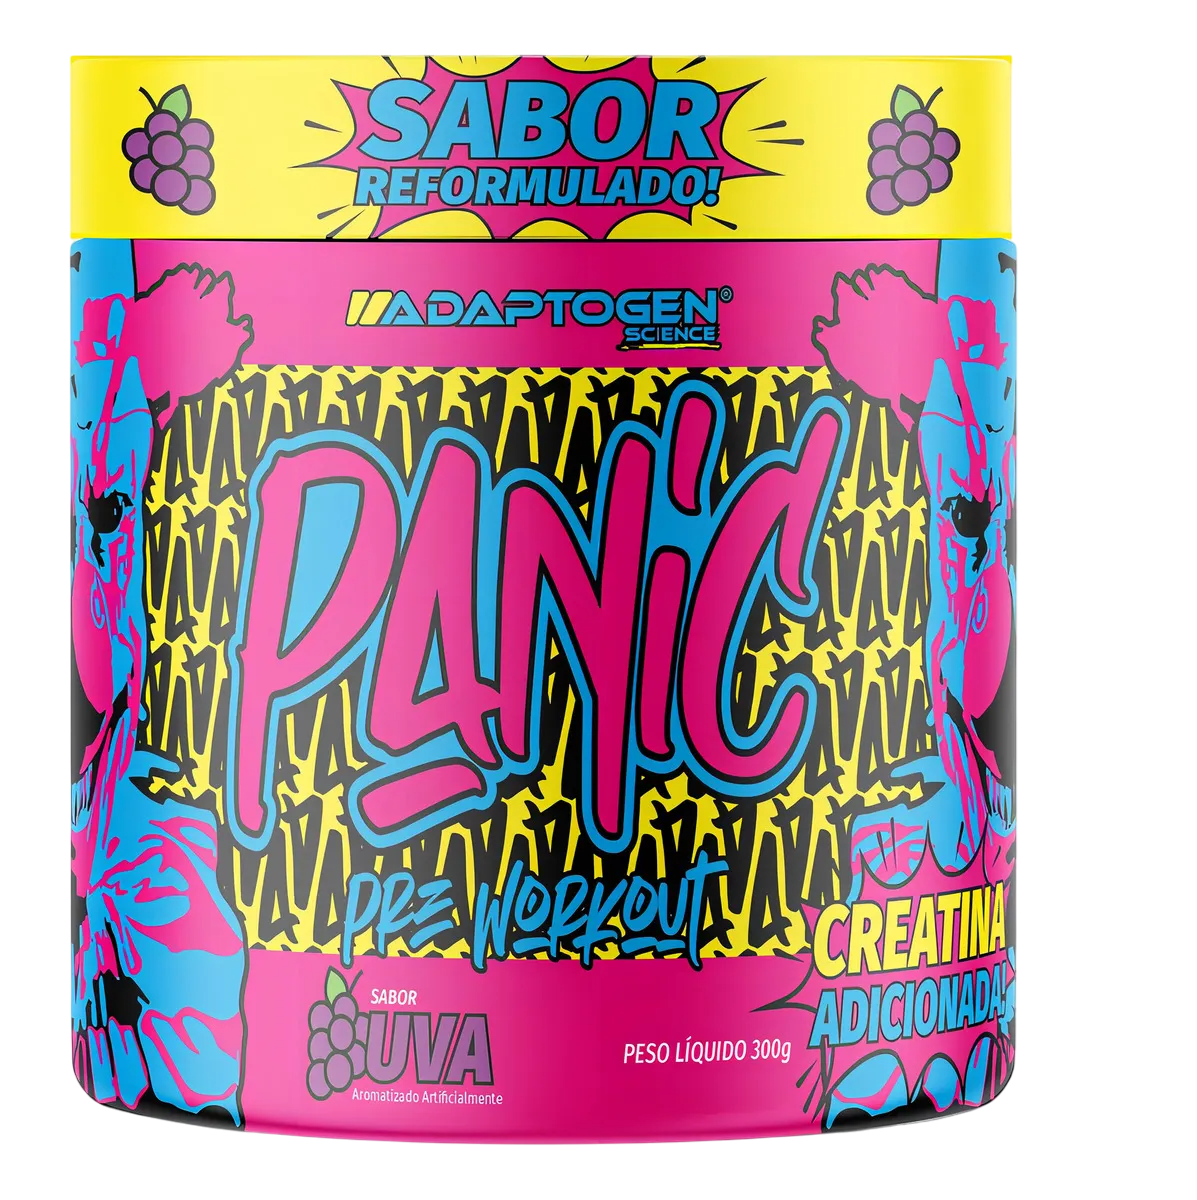 SABOR
REFORMULADO!
ADAPTOGEN®
SCIENCE
PANIC
PRE WORKOUT
CREATINA
ADICIONADA!
SABOR
UVA
Aromatizado Artificialmente
PESO LÍQUIDO 300g